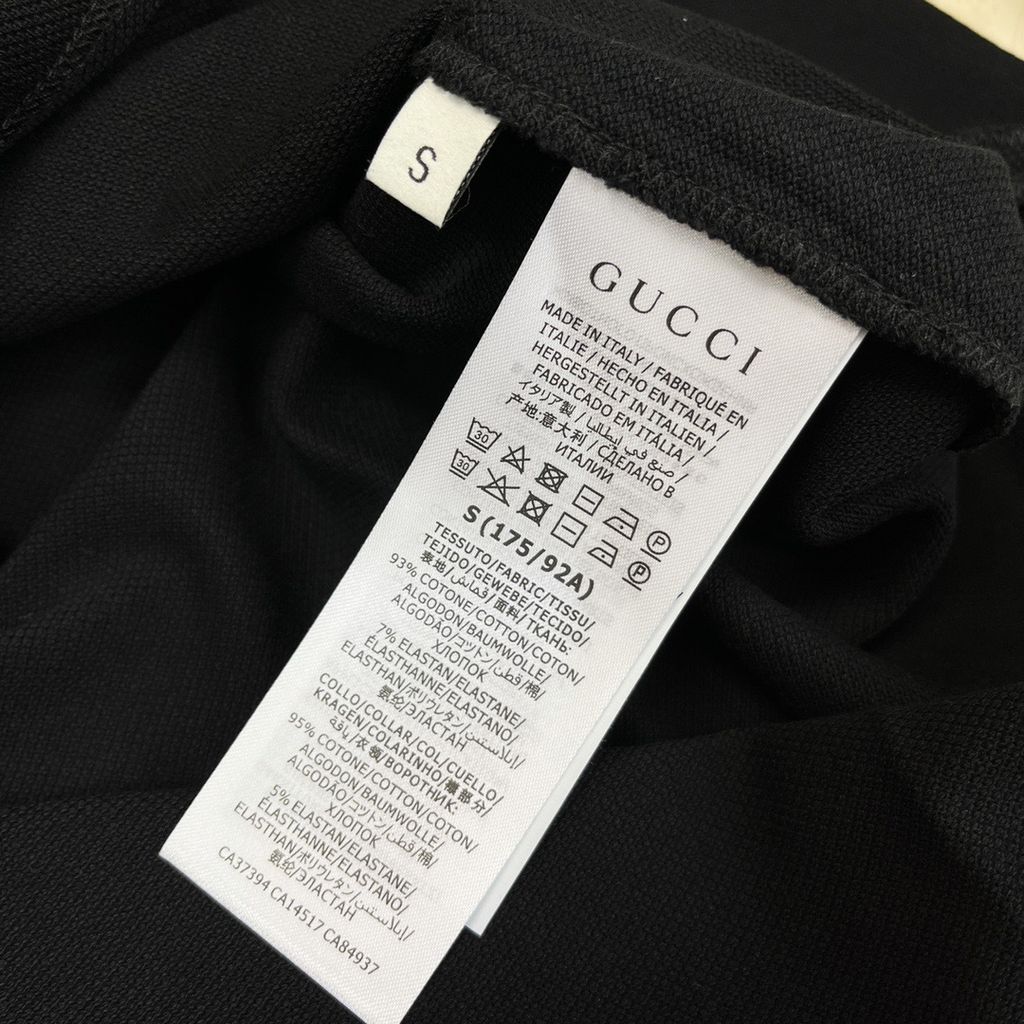 S
GUCCI
MADE IN ITALY / FABRIQUÉ EN
ITALIE / HECHO EN ITALIA /
HERGESTELLT IN ITALIEN /
FABRICADO EM ITÁLIA /
イタリア製 / صنع في إيطاليا /
产地:意大利 / СДЕЛАНО В
ИТАЛИИ
30 P
30 P
S (175/92A)
TESSUTO/FABRIC/TISSU/
TEJIDO/GEWEBE/TECIDO/
表地/قماش/面料/ТКАНЬ:
93% COTONE/COTTON/COTON/
ALGODON/BAUMWOLLE/
ALGODÃO/コットン/قطن/棉/
ХЛОПОК
7% ELASTAN/ELASTANE/
ÉLASTHANNE/ELASTANO/
ELASTHAN/ポリウレタン/إيلاستين/
氨纶/ЭЛАСТАН
COLLO/COLLAR/COL/CUELLO/
KRAGEN/COLARINHO/襟部分/
ياقة/衣领/ВОРОТНИК:
95% COTONE/COTTON/COTON/
ALGODON/BAUMWOLLE/
ALGODÃO/コットン/قطن/棉/
ХЛОПОК
5% ELASTAN/ELASTANE/
ÉLASTHANNE/ELASTANO/
ELASTHAN/ポリウレタン/إيلاستين/
氨纶/ЭЛАСТАН
CA37394 CA14517 CA84937